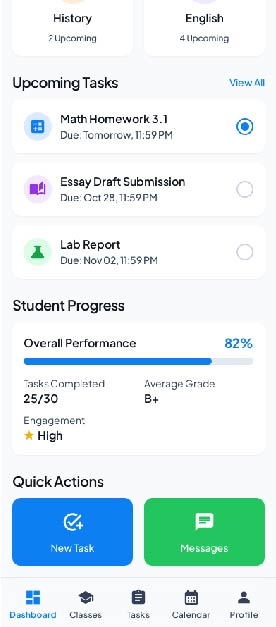 History
English
2 Upcoming
4 Upcoming
Upcoming Tasks
View All
Math Homework 3.1
Due: Tomorrow, 11:59 PM
Essay Draft Submission
Due: Oct 28, 11:59 PM
Lab Report
Due: Nov 02, 11:59 PM
Student Progress
Overall Performance
82%
Tasks Completed
Average Grade
25/30
B+
Engagement
High
Quick Actions
New Task
Messages
Dashboard
Classes
Tasks
Calendar
Profile